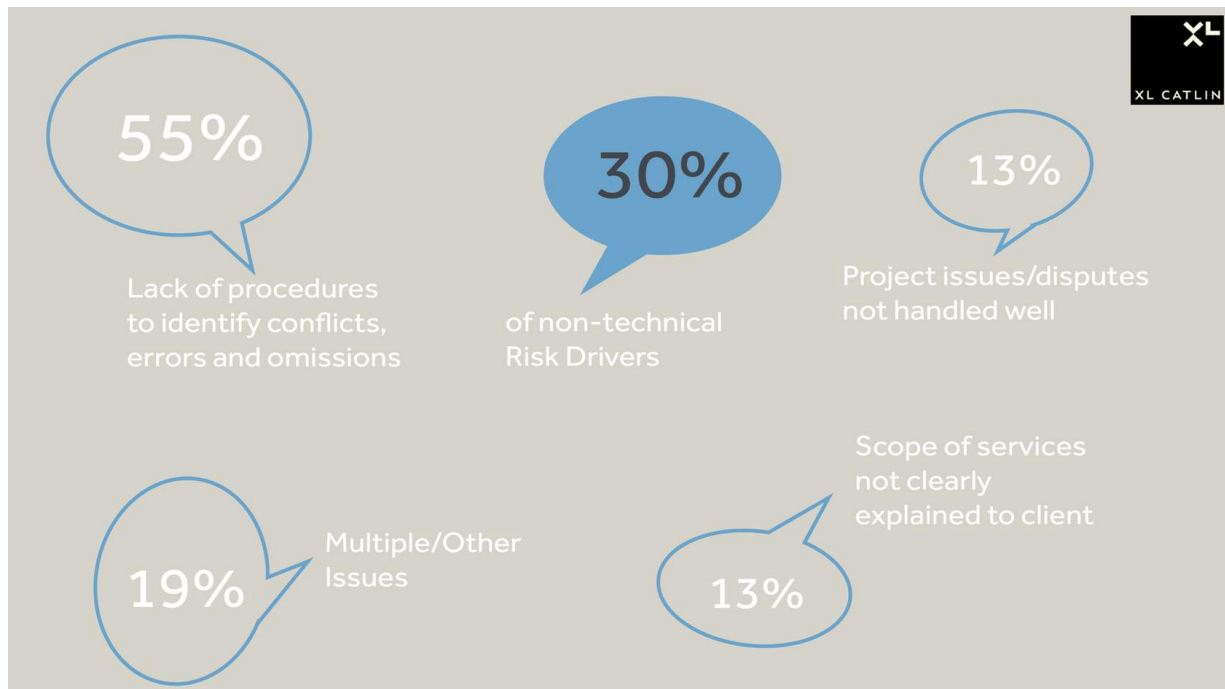 XL
XL CATLIN
55%
Lack of procedures
to identify conflicts,
errors and omissions
30%
of non-technical
Risk Drivers
13%
Project issues/disputes
not handled well
19%
Multiple/Other
Issues
13%
Scope of services
not clearly
explained to client